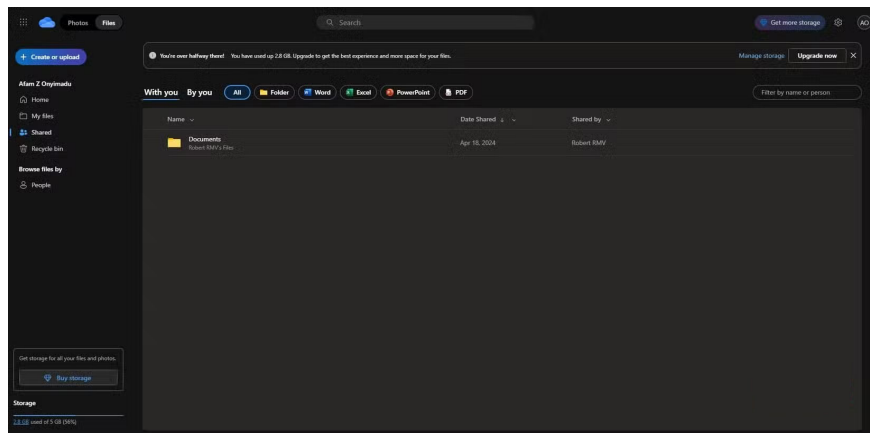 Photos Files
Search
Get more storage
AO
Create or upload
You're over halfway there! You have used up 2.8 GB. Upgrade to get the best experience and more space for your files.
Manage storage Upgrade now
Afam Z Onyimadu
Home
My files
Shared
Recycle bin
Browse files by
People
With you By you All Folder Word Excel PowerPoint PDF
Filter by name or person
Name Date Shared Shared by
Documents Apr 18, 2024 Robert RMV
Robert RMV's Files
Get storage for all your files and photos.
Buy storage
Storage
2.8 GB used of 5 GB (56%)